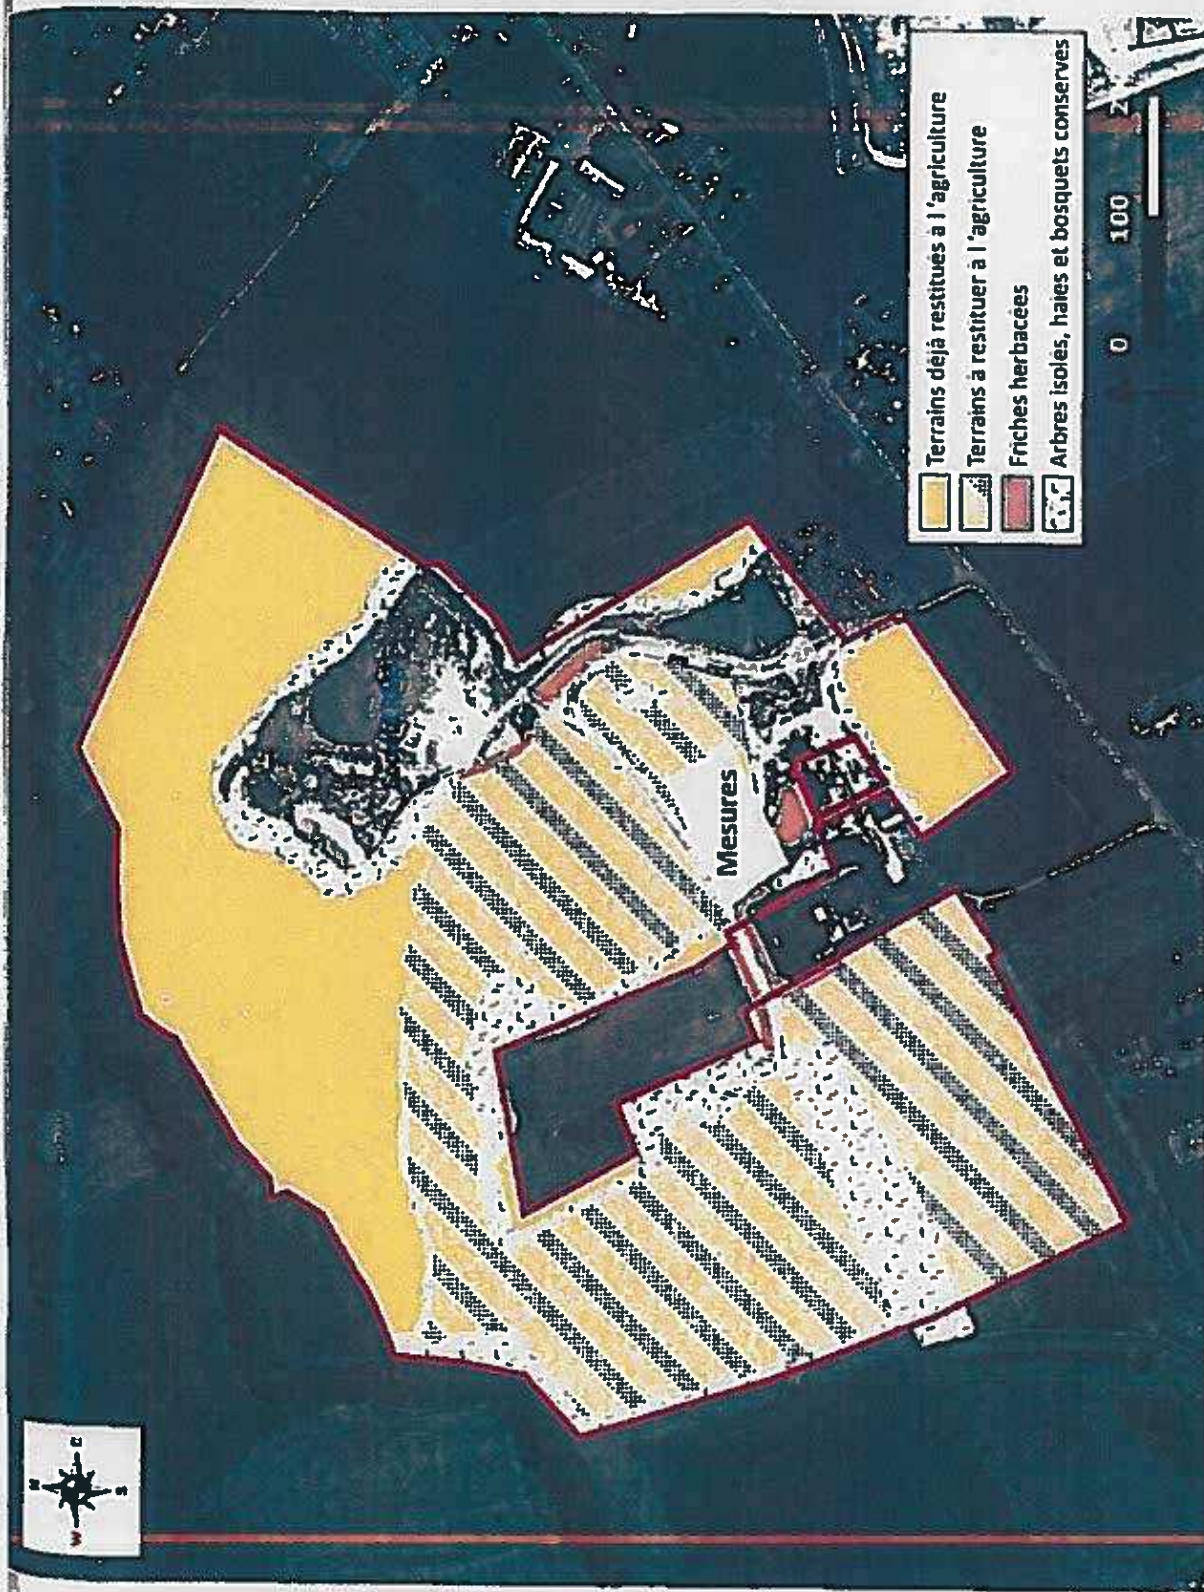 N
W
S
Mesures
Terrains déjà restitués à l'agriculture
Terrains à restituer à l'agriculture
Friches herbacées
Arbres isolés, haies et bosquets conservés
0 100